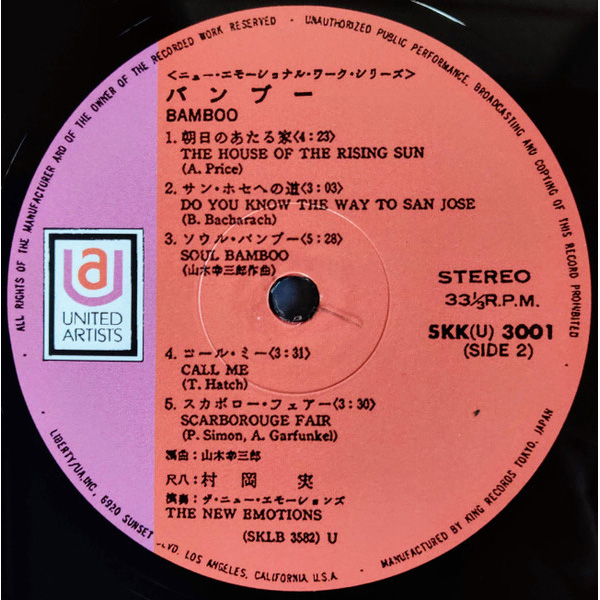 ALL RIGHTS OF THE MANUFACTURER AND OF THE OWNER OF THE RECORDED WORK RESERVED · UNAUTHORIZED PUBLIC PERFORMANCE, BROADCASTING AND COPYING OF THIS RECORD PROHIBITED
<ニュー・エモーショナル・ワーク・シリーズ>
バンブー
BAMBOO
1. 朝日のあたる家<4:23>
THE HOUSE OF THE RISING SUN
(A. Price)
2. サン・ホセへの道<3:03>
DO YOU KNOW THE WAY TO SAN JOSE
(B. Bacharach)
3. ソウル・バンブー<5:28>
SOUL BAMBOO
(山木幸三郎作曲)
UNITED
ARTISTS
STEREO
33⅓R.P.M.
SKK(U) 3001
(SIDE 2)
4. コール・ミー<3:31>
CALL ME
(T. Hatch)
5. スカボロー・フェアー<3:30>
SCARBOROUGE FAIR
(P. Simon, A. Garfunkel)
編曲：山木幸三郎
尺八：村岡 実
演奏：ザ・ニュー・エモーションズ
THE NEW EMOTIONS
(SKLB 3582) U
LIBERTY/UA, INC., 6920 SUNSET BLVD. LOS ANGELES, CALIFORNIA, U.S.A. · MANUFACTURED BY KING RECORDS TOKYO, JAPAN